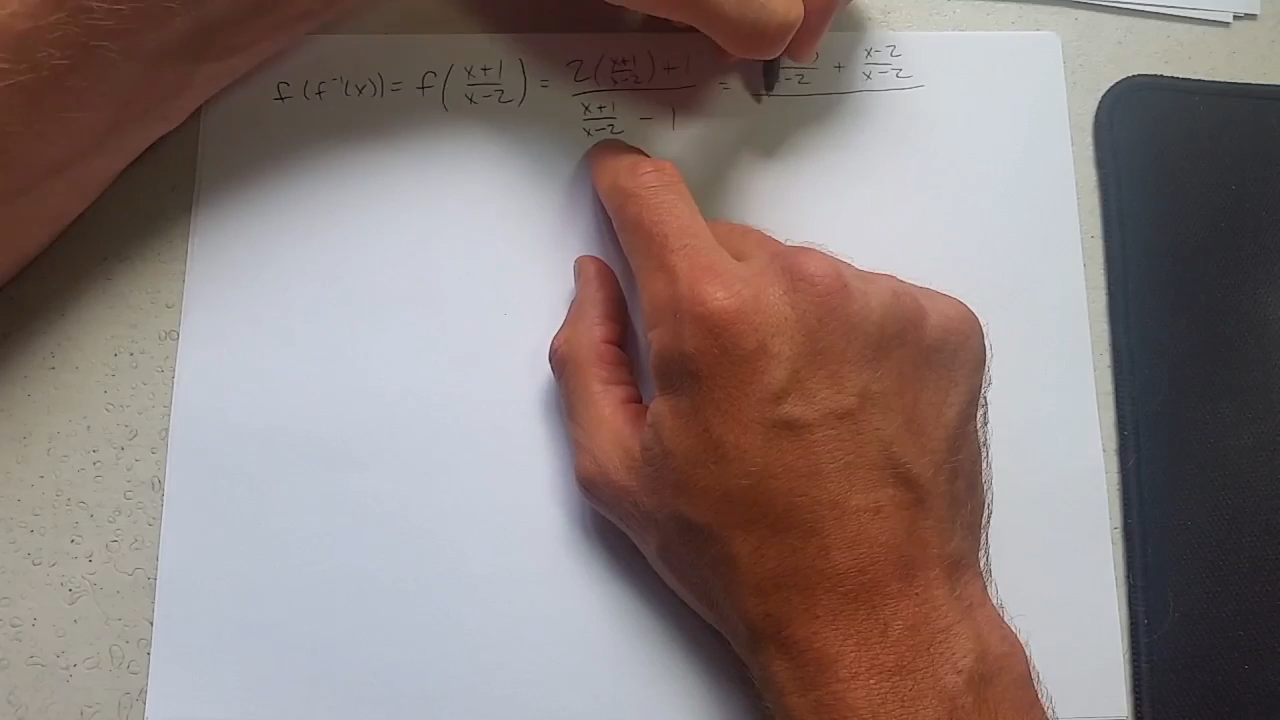 f(f⁻¹(x)) = f((x+1)/(x-2)) = (2((x+1)/(x-2)) + 1)/((x+1)/(x-2) - 1) = + (x-2)/(x-2)